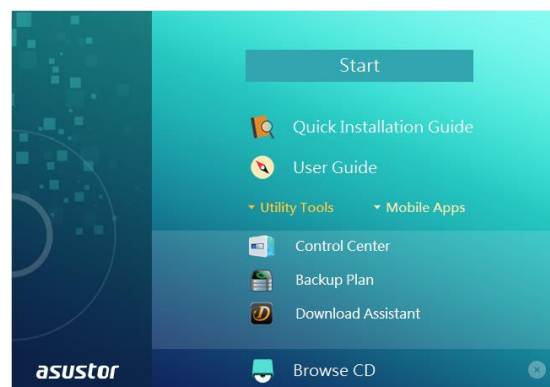 Start
Quick Installation Guide
User Guide
Utility Tools Mobile Apps
Control Center
Backup Plan
Download Assistant
asustor Browse CD